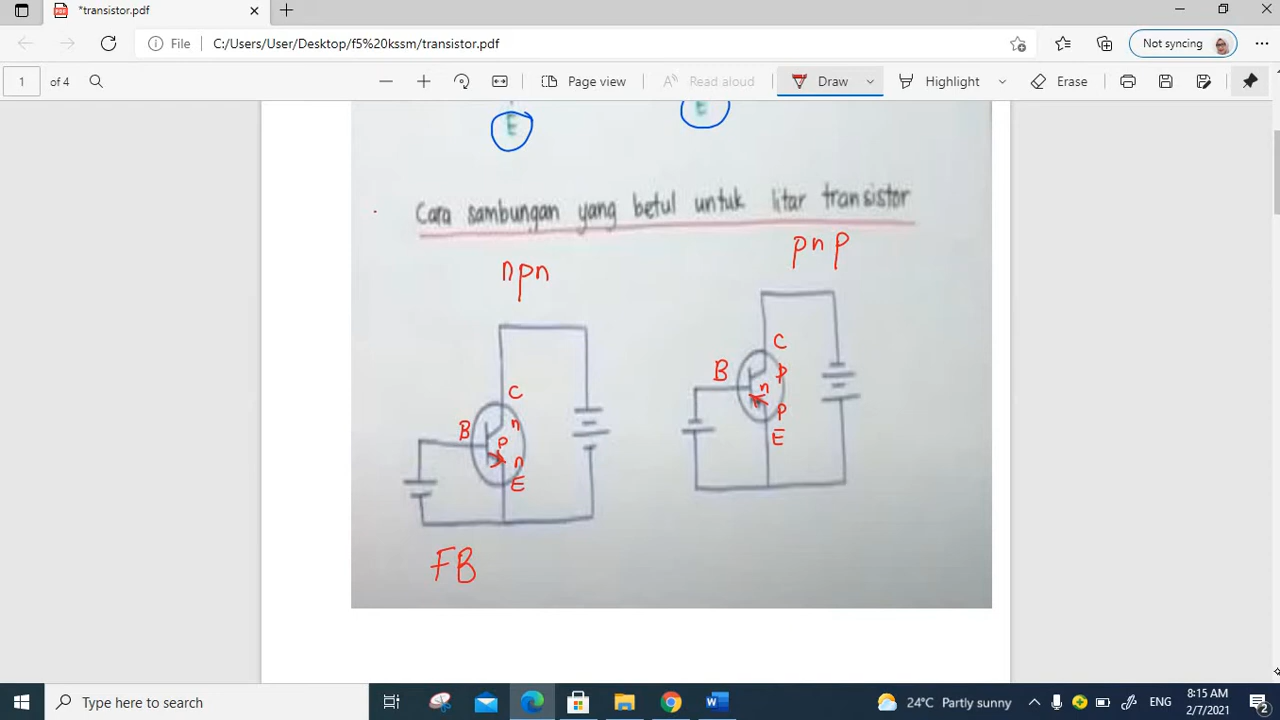 *transistor.pdf
File C:/Users/User/Desktop/f5%20kssm/transistor.pdf
Not syncing
1 of 4
Page view
Read aloud
Draw
Highlight
Erase
E E
Cara sambungan yang betul untuk litar transistor
npn
pnp
C
B
n
p
n
E
C
B
p
n
p
E
FB
Type here to search
24°C Partly sunny
ENG
8:15 AM
2/7/2021
2